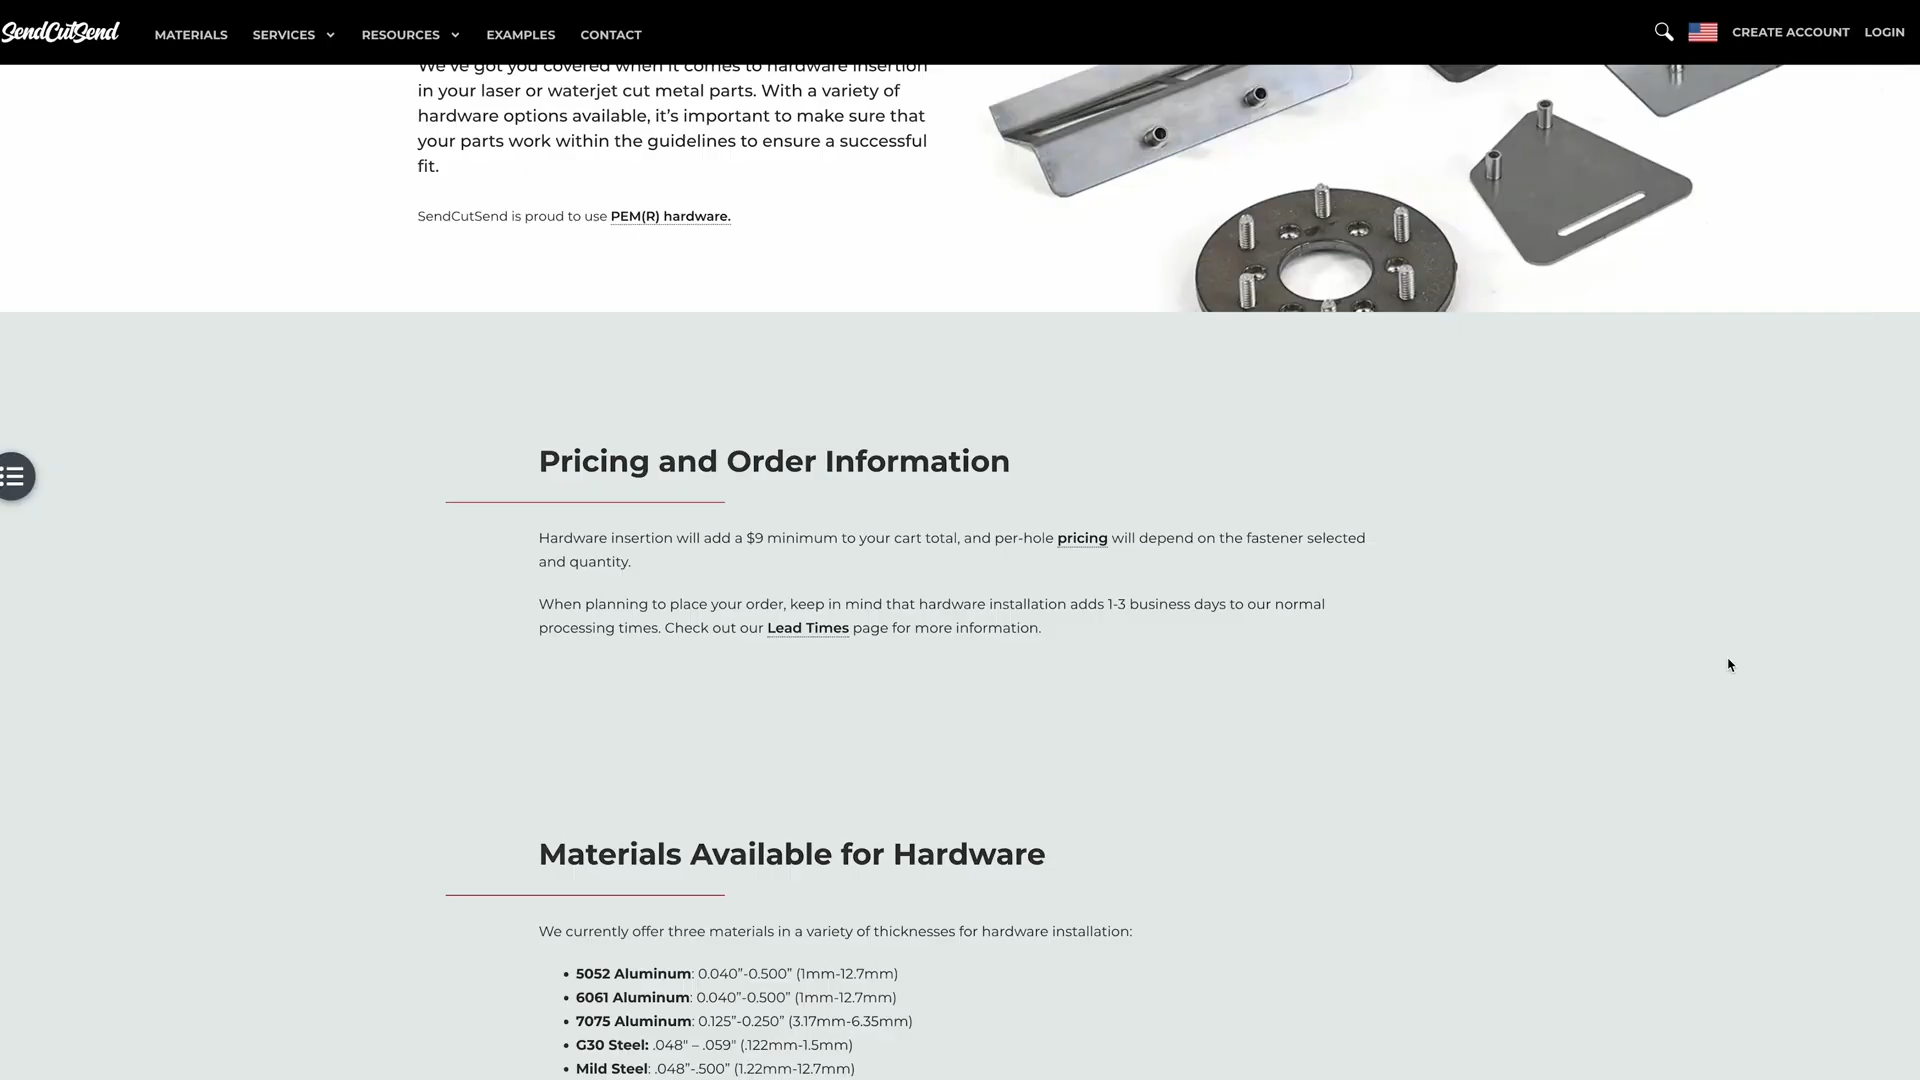 SendCutSend MATERIALS SERVICES RESOURCES EXAMPLES CONTACT CREATE ACCOUNT LOGIN
We've got you covered when it comes to hardware insertion
in your laser or waterjet cut metal parts. With a variety of
hardware options available, it's important to make sure that
your parts work within the guidelines to ensure a successful
fit.
SendCutSend is proud to use PEM(R) hardware.
Pricing and Order Information
Hardware insertion will add a $9 minimum to your cart total, and per-hole pricing will depend on the fastener selected
and quantity.
When planning to place your order, keep in mind that hardware installation adds 1-3 business days to our normal
processing times. Check out our Lead Times page for more information.
Materials Available for Hardware
We currently offer three materials in a variety of thicknesses for hardware installation:
• 5052 Aluminum: 0.040”-0.500” (1mm-12.7mm)
• 6061 Aluminum: 0.040”-0.500” (1mm-12.7mm)
• 7075 Aluminum: 0.125”-0.250” (3.17mm-6.35mm)
• G30 Steel: .048" – .059" (.122mm-1.5mm)
• Mild Steel: .048”-.500” (1.22mm-12.7mm)